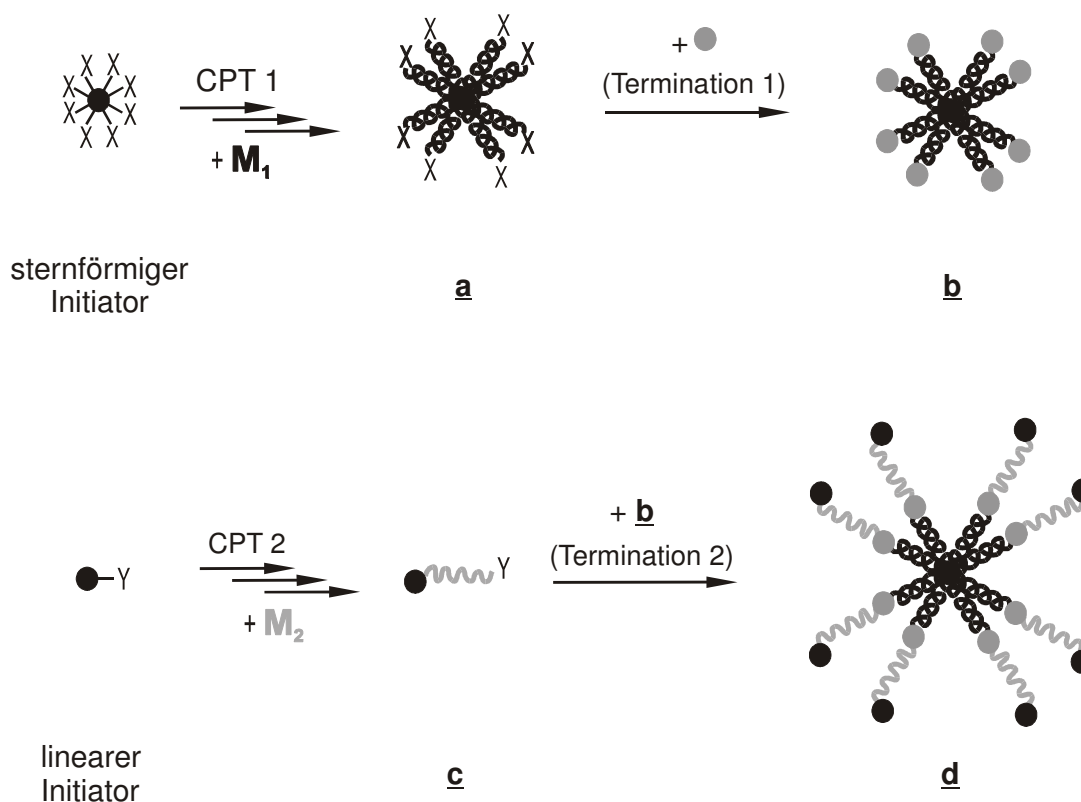 X X X X X X X X
CPT 1
+ M₁
X X X X X X X X
+
(Termination 1)
sternförmiger
Initiator
a
b
Y
CPT 2
+ M₂
Y
+ b
(Termination 2)
linearer
Initiator
c
d